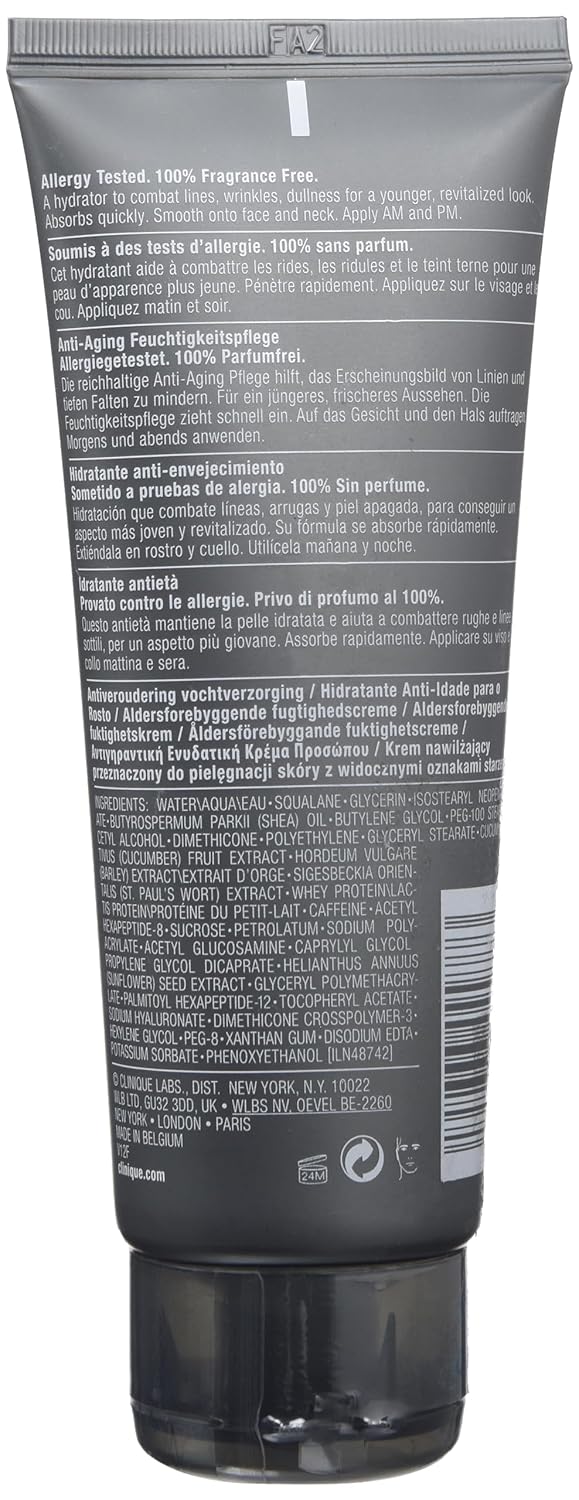 FA2
Allergy Tested. 100% Fragrance Free.
A hydrator to combat lines, wrinkles, dullness for a younger, revitalized look.
Absorbs quickly. Smooth onto face and neck. Apply AM and PM.
Soumis à des tests d'allergie. 100% sans parfum.
Cet hydratant aide à combattre les rides, les ridules et le teint terne pour une
peau d'apparence plus jeune. Pénètre rapidement. Appliquez sur le visage et le
cou. Appliquez matin et soir.
Anti-Aging Feuchtigkeitspflege
Allergiegetestet. 100% Parfumfrei.
Die reichhaltige Anti-Aging Pflege hilft, das Erscheinungsbild von Linien und
tiefen Falten zu mindern. Für ein jüngeres, frischeres Aussehen. Die
Feuchtigkeitspflege zieht schnell ein. Auf das Gesicht und den Hals auftragen.
Morgens und abends anwenden.
Hidratante anti-envejecimiento
Sometido a pruebas de alergia. 100% Sin perfume.
Hidratación que combate líneas, arrugas y piel apagada, para conseguir un
aspecto más joven y revitalizado. Su fórmula se absorbe rápidamente.
Extiéndala en rostro y cuello. Utilícela mañana y noche.
Idratante antietà
Provato contro le allergie. Privo di profumo al 100%.
Questo antietà mantiene la pelle idratata e aiuta a combattere rughe e linee
sottili, per un aspetto più giovane. Assorbe rapidamente. Applicare su viso e
collo mattina e sera.
Antiveroudering vochtverzorging / Hidratante Anti-Idade para o
Rosto / Aldersforebyggende fugtighedscreme / Aldersforebyggende
fuktighetskrem / Åldersförebyggande fuktighetscreme /
Αντιγηραντική Ενυδατική Κρέμα Προσώπου / Krem nawilżający
przeznaczony do pielęgnacji skóry z widocznymi oznakami
INGREDIENTS: WATER\AQUA\EAU • SQUALANE • GLYCERIN • ISOSTEARYL
ATE • BUTYROSPERMUM PARKII (SHEA) OIL • BUTYLENE GLYCOL • PEG-100
CETYL ALCOHOL • DIMETHICONE • POLYETHYLENE • GLYCERYL STEARATE •
TIVUS (CUCUMBER) FRUIT EXTRACT • HORDEUM VULGARE
(BARLEY) EXTRACT\EXTRAIT D'ORGE • SIGESBECKIA ORIEN-
TALIS (ST. PAUL'S WORT) EXTRACT • WHEY PROTEIN\LAC-
TIS PROTEIN\PROTÉINE DU PETIT-LAIT • CAFFEINE • ACETYL
HEXAPEPTIDE-8 • SUCROSE • PETROLATUM • SODIUM POLY-
ACRYLATE • ACETYL GLUCOSAMINE • CAPRYLYL GLYCOL
PROPYLENE GLYCOL DICAPRATE • HELIANTHUS ANNUUS
(SUNFLOWER) SEED EXTRACT • GLYCERYL POLYMETHACRY-
LATE • PALMITOYL HEXAPEPTIDE-12 • TOCOPHERYL ACETATE •
SODIUM HYALURONATE • DIMETHICONE CROSSPOLYMER-3 •
HEXYLENE GLYCOL • PEG-8 • XANTHAN GUM • DISODIUM EDTA •
POTASSIUM SORBATE • PHENOXYETHANOL [ILN48742]
© CLINIQUE LABS., DIST. NEW YORK, N.Y. 10022
WLB LTD, GU32 3DD, UK • WLBS NV. OEVEL BE-2260
NEW YORK • LONDON • PARIS
MADE IN BELGIUM
V12F
clinique.com
24M